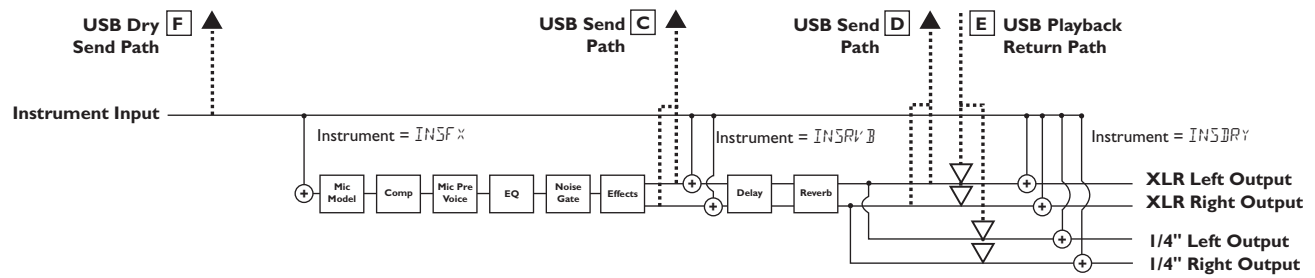 USB Dry F
Send Path
USB Send C
Path
USB Send D
Path
E USB Playback
Return Path
Instrument Input
Instrument = INSFX
Instrument = INSRVB
Instrument = INSDRY
Mic
Model
Comp
Mic Pre
Voice
EQ
Noise
Gate
Effects
Delay
Reverb
XLR Left Output
XLR Right Output
1/4" Left Output
1/4" Right Output